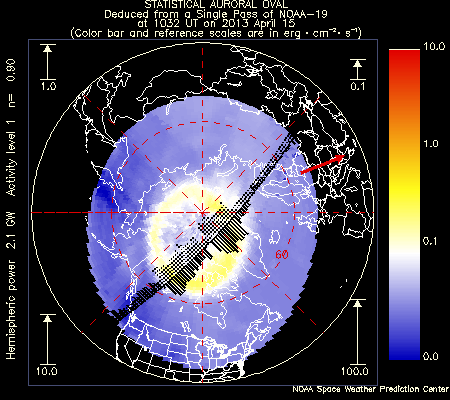 STATISTICAL AURORAL OVAL
Deduced from a Single Pass of NOAA-19
at 1032 UT on 2013 April 15
(Color bar and reference scales are in erg · cm⁻² · s⁻¹)
Hemispheric power 2.1 GW Activity level 1 n= 0.90
1.0
0.1
10.0
100.0
60
10.0
1.0
0.1
0.0
NOAA Space Weather Prediction Center